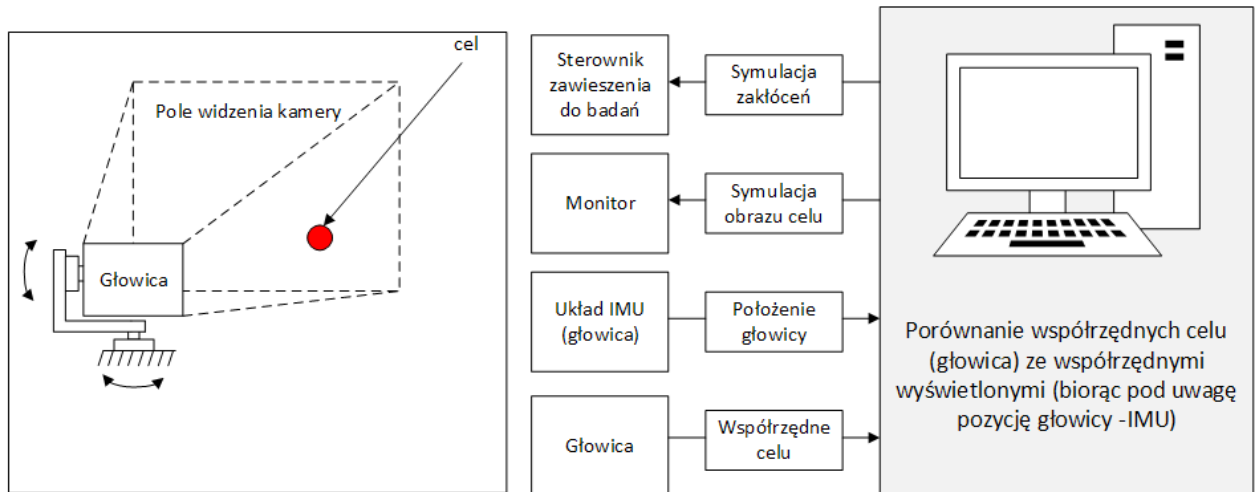 cel
Pole widzenia kamery
Głowica
Sterownik
zawieszenia
do badań
Symulacja
zakłóceń
Monitor
Symulacja
obrazu celu
Układ IMU
(głowica)
Położenie
głowicy
Głowica
Współrzędne
celu
Porównanie współrzędnych celu
(głowica) ze współrzędnymi
wyświetlonymi (biorąc pod uwagę
pozycję głowicy -IMU)